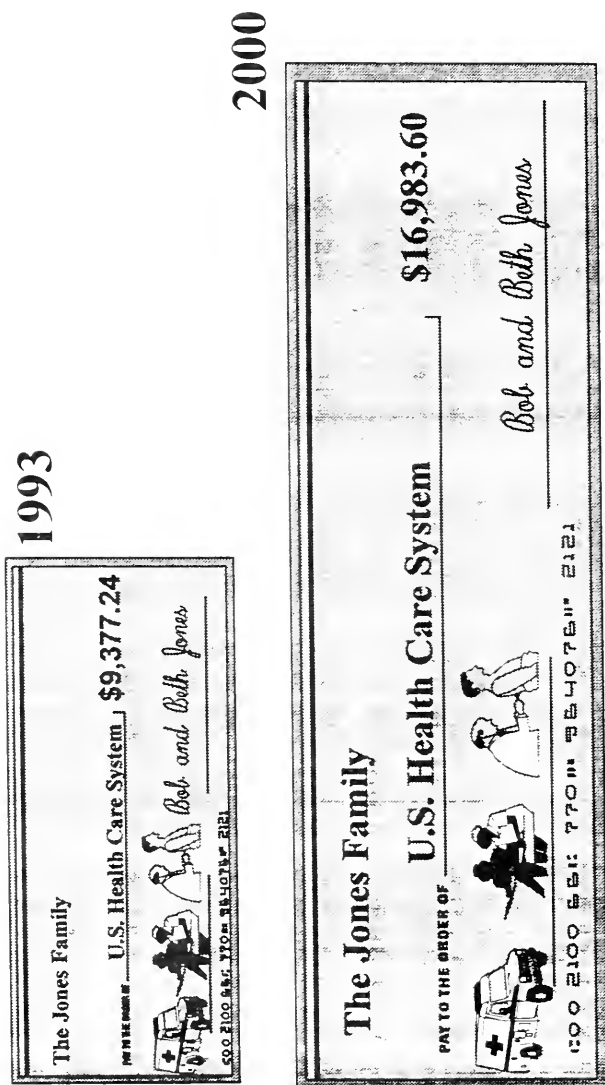 1993
The Jones Family
U.S. Health Care System $9,377.24
Bob and Beth Jones
2000
The Jones Family
PAY TO THE ORDER OF U.S. Health Care System $16,983.60
Bob and Beth Jones